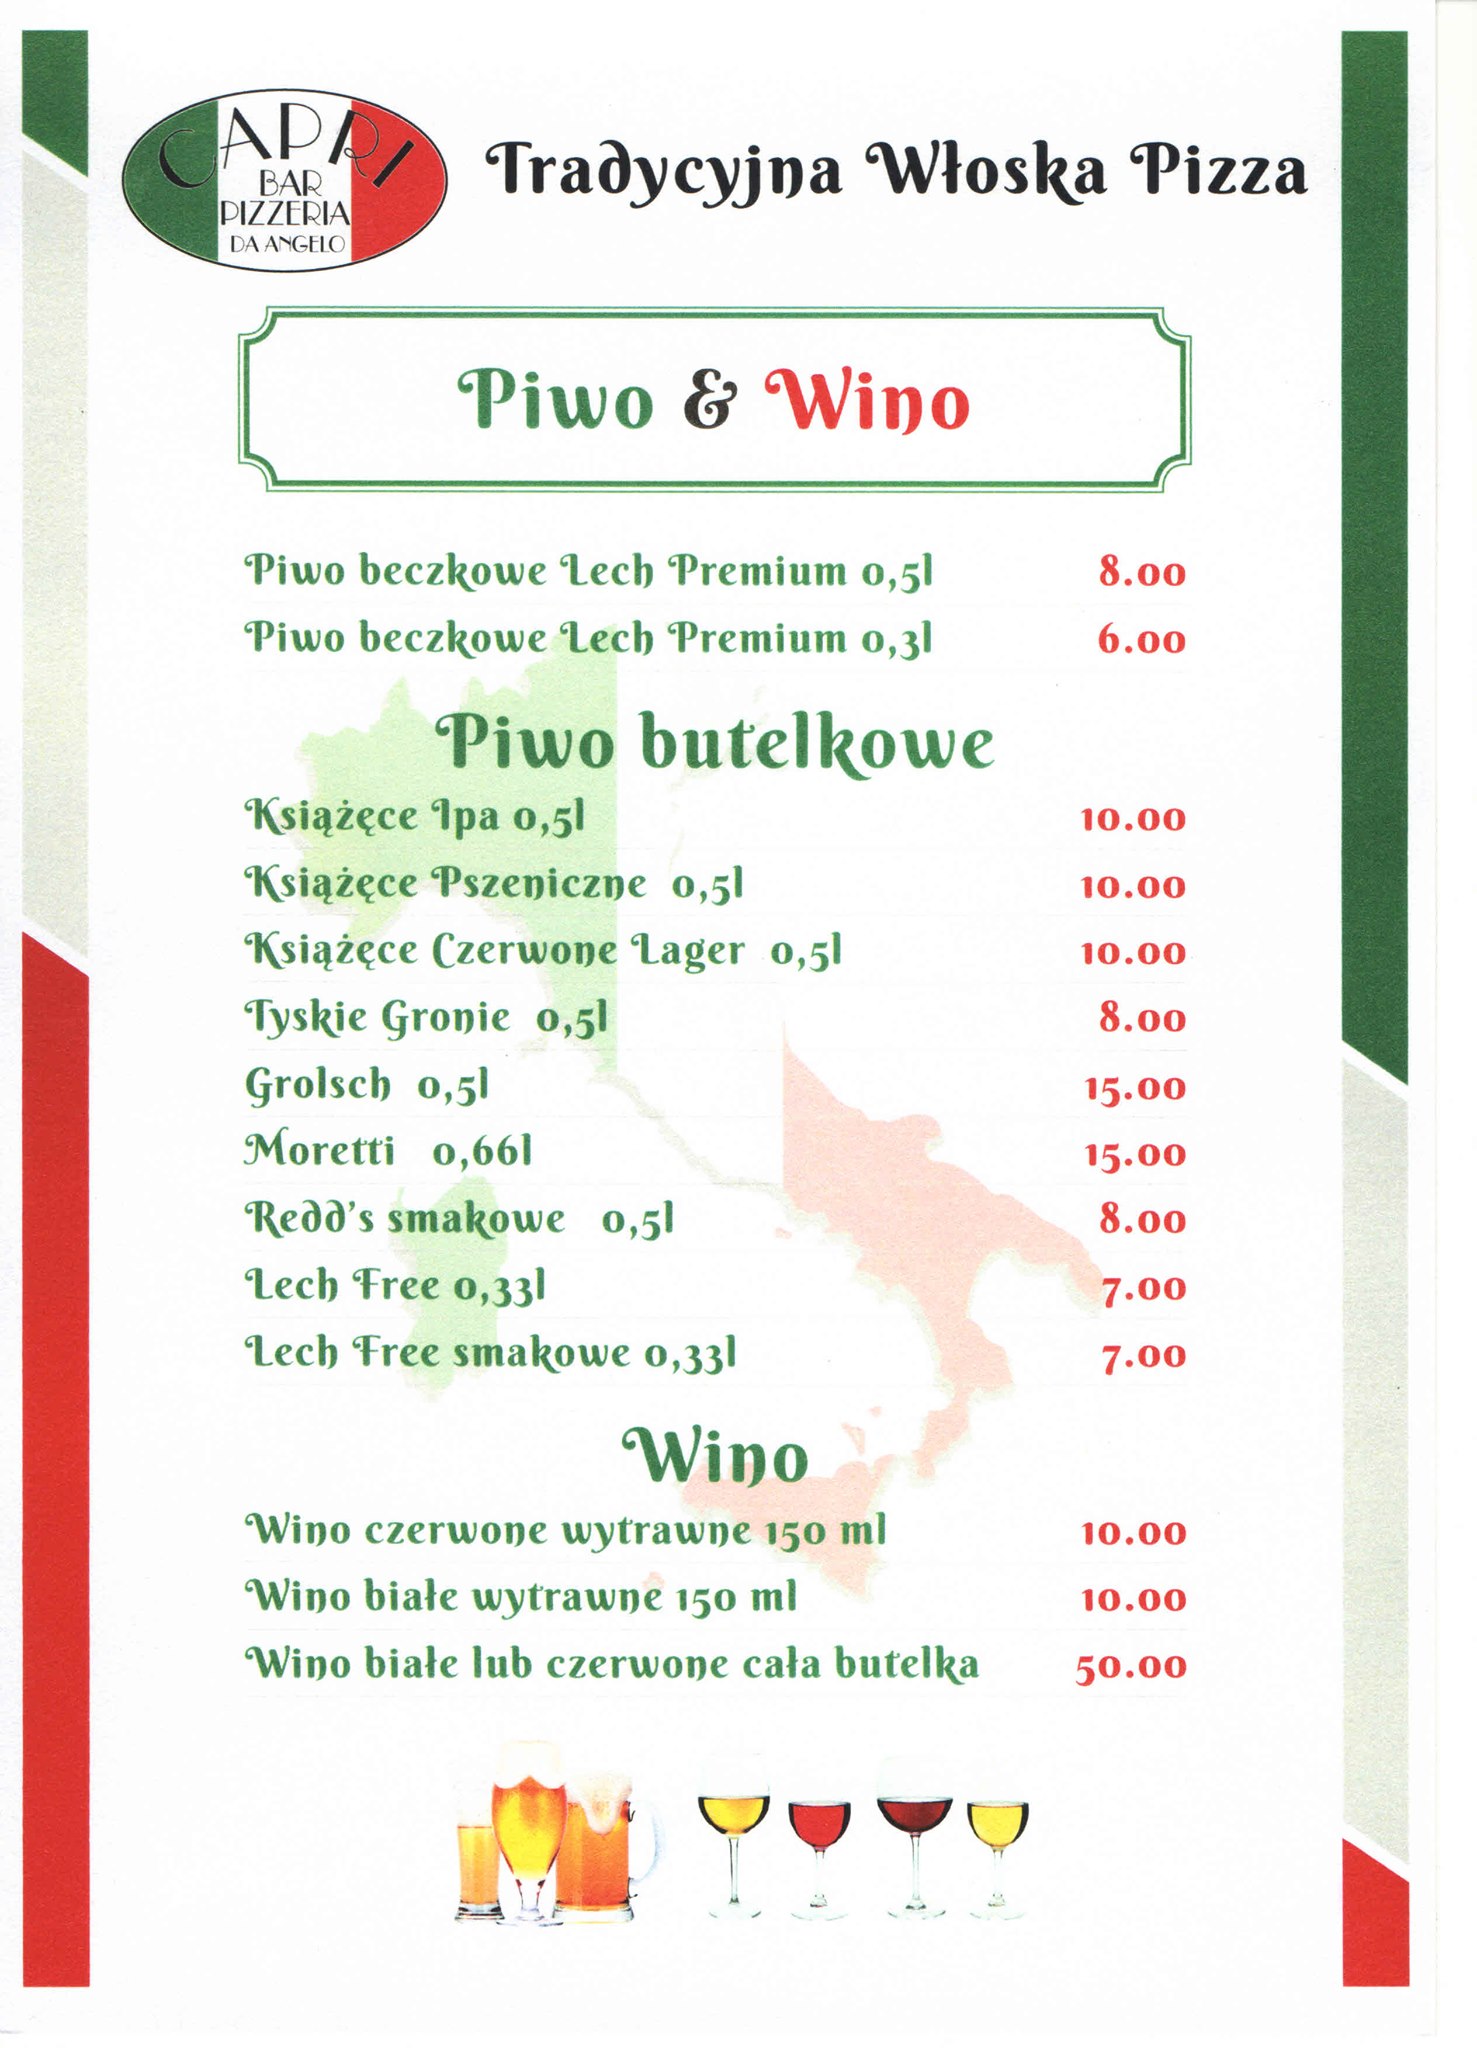 CAPRI
BAR
PIZZERIA
DA ANGELO
Tradycyjna Włoska Pizza
Piwo & Wino
Piwo beczkowe Lech Premium 0,5l 8.00
Piwo beczkowe Lech Premium 0,3l 6.00
Piwo butelkowe
Książęce Ipa 0,5l 10.00
Książęce Pszeniczne 0,5l 10.00
Książęce Czerwone Lager 0,5l 10.00
Tyskie Gronie 0,5l 8.00
Grolsch 0,5l 15.00
Moretti 0,66l 15.00
Redd's smakowe 0,5l 8.00
Lech Free 0,33l 7.00
Lech Free smakowe 0,33l 7.00
Wino
Wino czerwone wytrawne 150 ml 10.00
Wino białe wytrawne 150 ml 10.00
Wino białe lub czerwone cała butelka 50.00